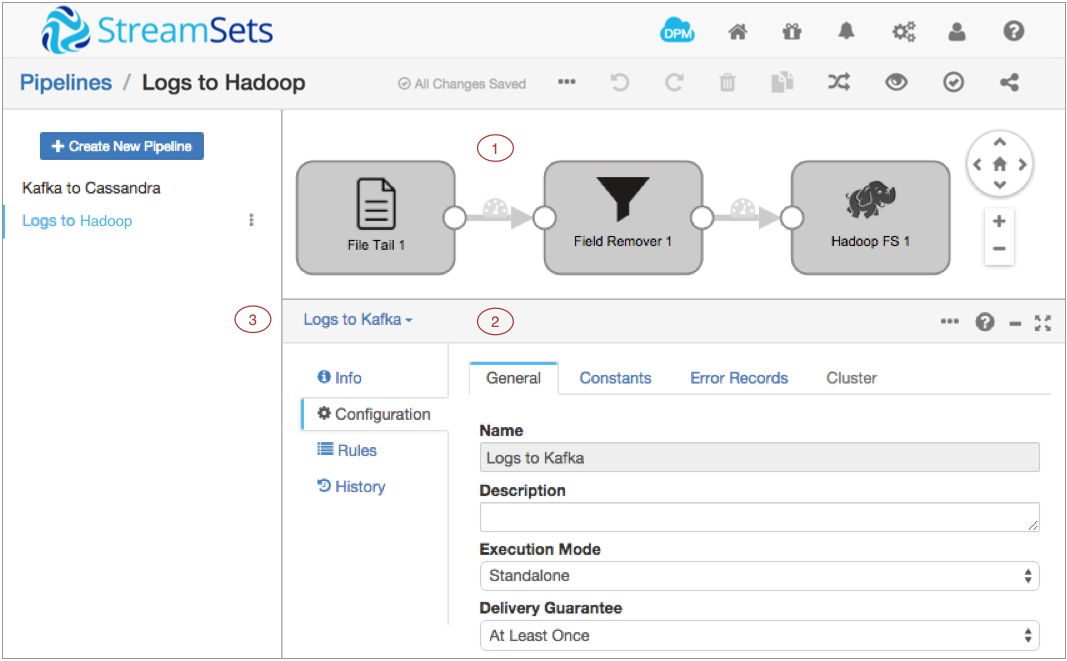 StreamSets
DPM
Pipelines / Logs to Hadoop
All Changes Saved
Create New Pipeline
Kafka to Cassandra
Logs to Hadoop
1
File Tail 1
Field Remover 1
Hadoop FS 1
3
Logs to Kafka
2
Info
Configuration
Rules
History
General Constants Error Records Cluster
Name
Logs to Kafka
Description
Execution Mode
Standalone
Delivery Guarantee
At Least Once